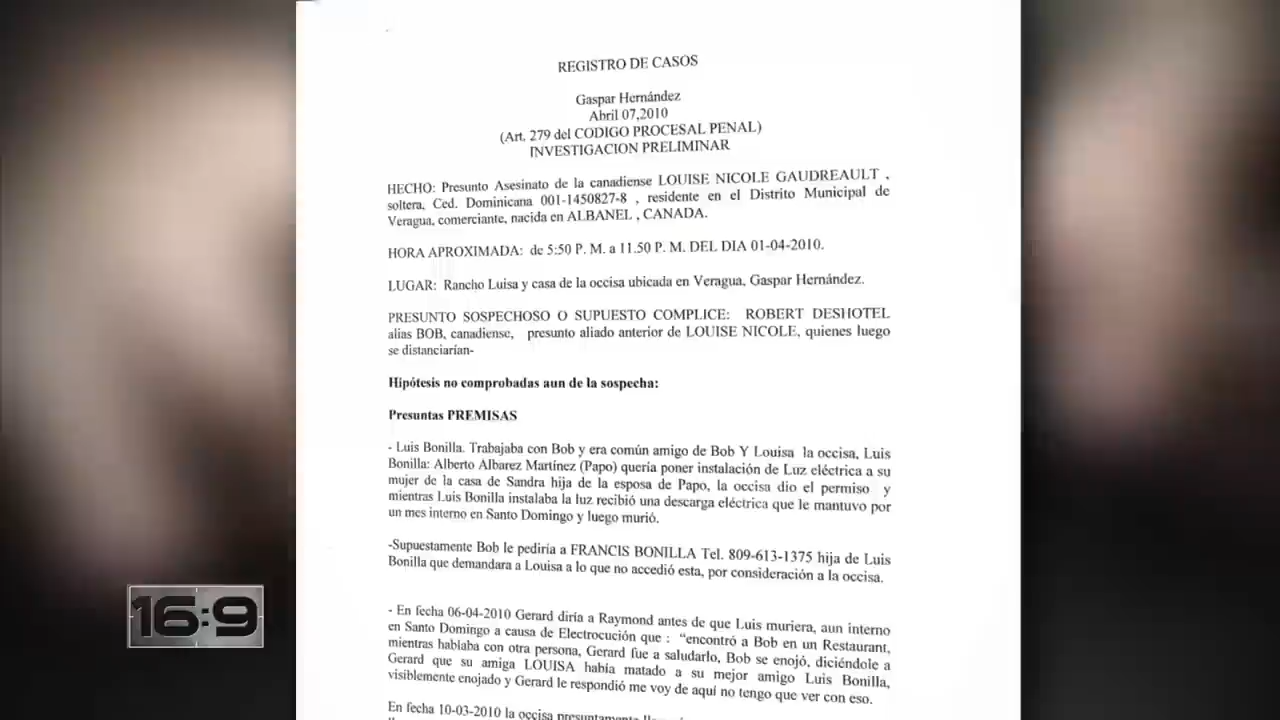 REGISTRO DE CASOS
Gaspar Hernández
Abril 07,2010
(Art. 279 del CODIGO PROCESAL PENAL)
INVESTIGACION PRELIMINAR
HECHO: Presunto Asesinato de la canadiense LOUISE NICOLE GAUDREAULT ,
soltera, Ced. Dominicana 001-1450827-8 , residente en el Distrito Municipal de
Veragua, comerciante, nacida en ALBANEL , CANADA.
HORA APROXIMADA: de 5:50 P. M. a 11.50 P. M. DEL DIA 01-04-2010.
LUGAR: Rancho Luisa y casa de la occisa ubicada en Veragua, Gaspar Hernández.
PRESUNTO SOSPECHOSO O SUPUESTO COMPLICE: ROBERT DESHOTEL
alias BOB, canadiense, presunto aliado anterior de LOUISE NICOLE, quienes luego
se distanciarían-
Hipótesis no comprobadas aun de la sospecha:
Presuntas PREMISAS
- Luis Bonilla. Trabajaba con Bob y era común amigo de Bob Y Louisa la occisa, Luis
Bonilla: Alberto Albarez Martínez (Papo) quería poner instalación de Luz eléctrica a su
mujer de la casa de Sandra hija de la esposa de Papo, la occisa dio el permiso y
mientras Luis Bonilla instalaba la luz recibió una descarga eléctrica que le mantuvo por
un mes interno en Santo Domingo y luego murió.
-Supuestamente Bob le pediría a FRANCIS BONILLA Tel. 809-613-1375 hija de Luis
Bonilla que demandara a Louisa a lo que no accedió esta, por consideración a la occisa.
- En fecha 06-04-2010 Gerard diría a Raymond antes de que Luis muriera, aun interno
en Santo Domingo a causa de Electrocución que : “encontró a Bob en un Restaurant,
mientras hablaba con otra persona, Gerard fue a saludarlo, Bob se enojó, diciéndole a
Gerard que su amiga LOUISA había matado a su mejor amigo Luis Bonilla,
visiblemente enojado y Gerard le respondió me voy de aquí no tengo que ver con eso.
En fecha 10-03-2010 la occisa presuntamente
16:9